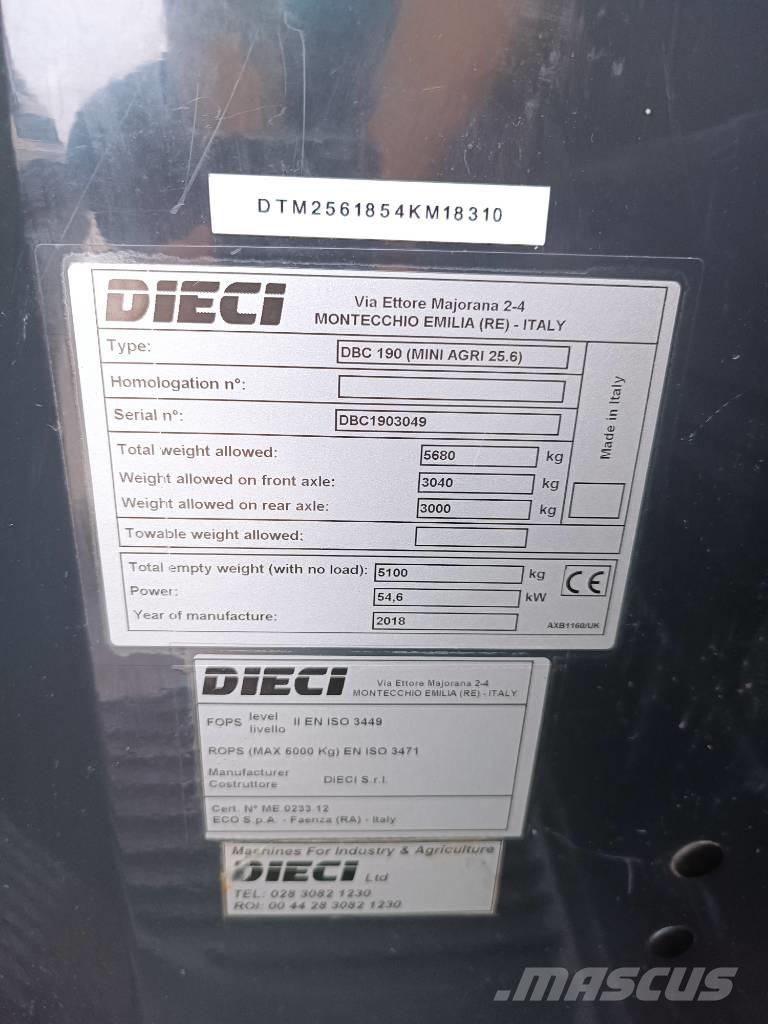 DTM2561854KM18310
DIECI
Via Ettore Majorana 2-4
MONTECCHIO EMILIA (RE) - ITALY
Type: DBC 190 (MINI AGRI 25.6)
Homologation n°:
Serial n°: DBC1903049
Made in Italy
Total weight allowed: 5680 kg
Weight allowed on front axle: 3040 kg
Weight allowed on rear axle: 3000 kg
Towable weight allowed:
Total empty weight (with no load): 5100 kg
CE
Power: 54,6 kW
Year of manufacture: 2018
AXB1160/UK
DIECI
Via Ettore Majorana 2-4
MONTECCHIO EMILIA (RE) - ITALY
FOPS level livello II EN ISO 3449
ROPS (MAX 6000 Kg) EN ISO 3471
Manufacturer
Costruttore DIECI S.r.l.
Cert. N° ME 0233 12
ECO S.p.A. - Faenza (RA) - Italy
Machines For Industry & Agriculture
DIECI Ltd
TEL: 028 3082 1230
ROI: 00 44 28 3082 1230
MASCUS